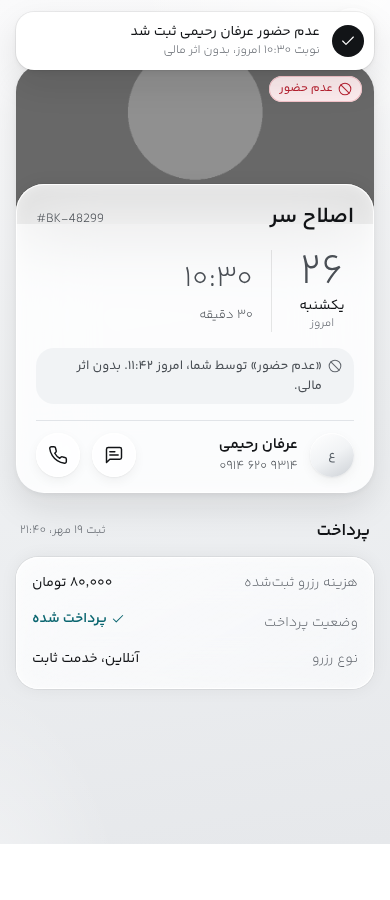 عدم حضور عرفان رحیمی ثبت شد
نوبت ۱۰:۳۰ امروز، بدون اثر مالی
عدم حضور
اصلاح سر
#BK-48299
۲۶
یکشنبه
امروز
۱۰:۳۰
۳۰ دقیقه
«عدم حضور» توسط شما، امروز ۱۱:۴۲. بدون اثر
مالی.
ع
عرفان رحیمی
۰۹۱۴ ۶۲۰ ۹۳۱۴
پرداخت
ثبت ۱۹ مهر، ۲۱:۴۰
هزینه رزرو ثبت‌شده
۸۰,۰۰۰ تومان
وضعیت پرداخت
پرداخت شده
نوع رزرو
آنلاین، خدمت ثابت